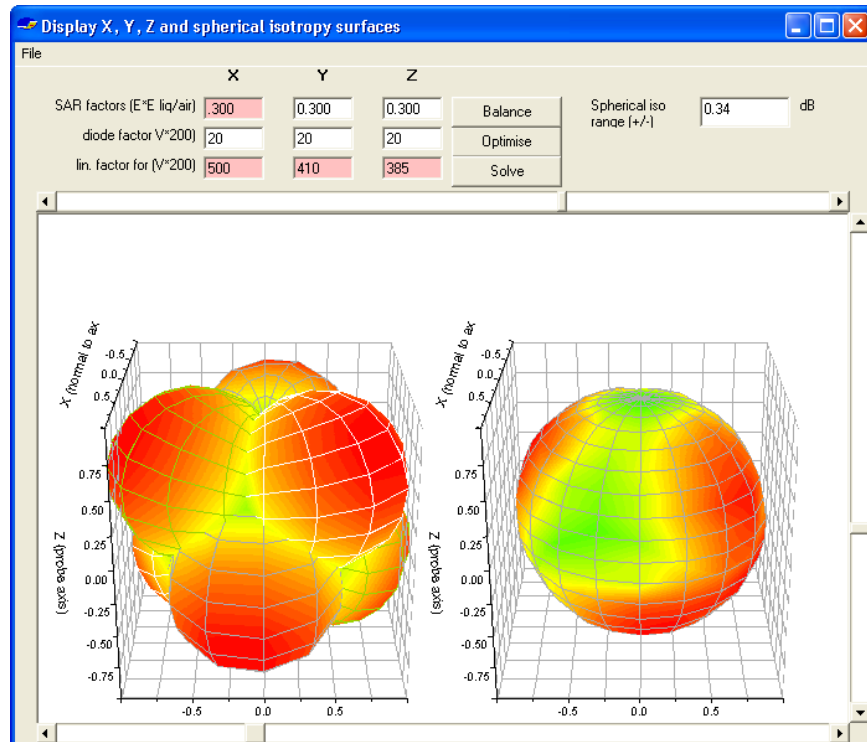 Display X, Y, Z and spherical isotropy surfaces
File
X Y Z
SAR factors (E*E liq/air) .300 0.300 0.300 Balance Spherical iso range (+/-) 0.34 dB
diode factor V*200) 20 20 20 Optimise
lin. factor for (V*200) 500 410 385 Solve
X (normal to ax
-0.5
0.0
0.5
0.75
0.50
0.25
0.00
-0.25
-0.50
-0.75
Z (probe axis)
-0.5 0.0 0.5
X (normal to ax
-0.5
0.0
0.5
0.75
0.50
0.25
0.00
-0.25
-0.50
-0.75
Z (probe axis)
-0.5 0.0 0.5